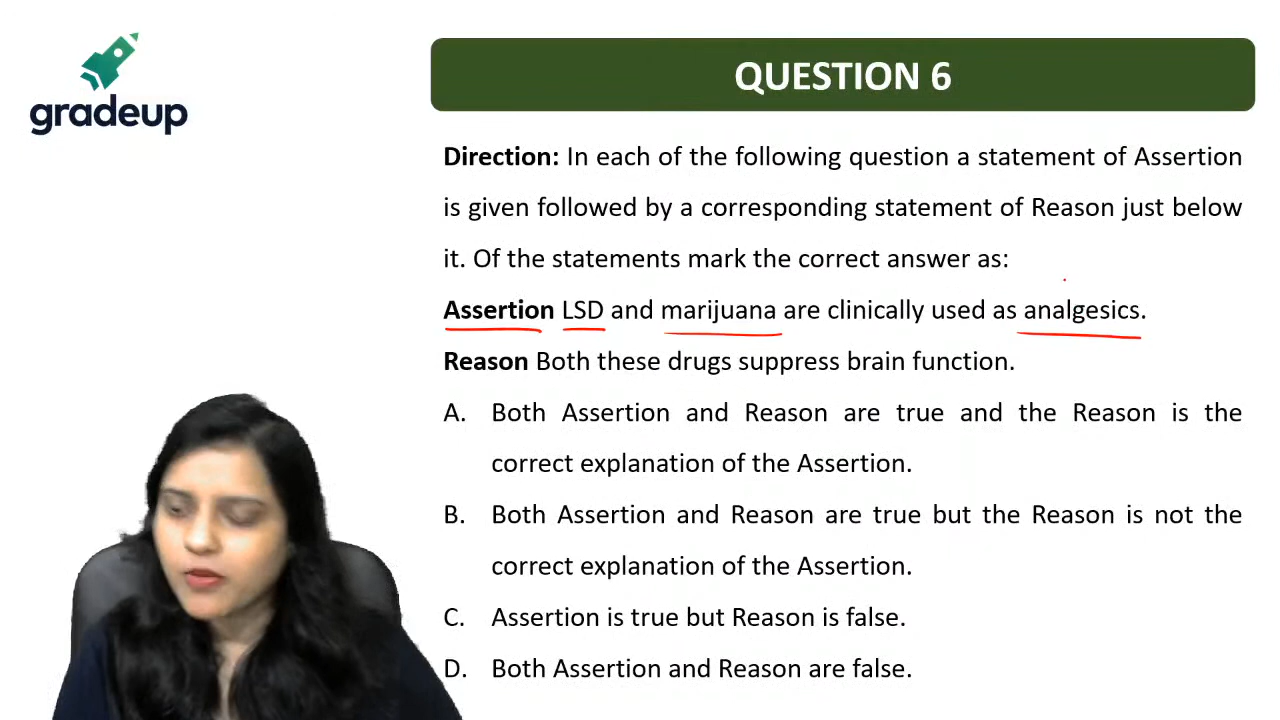 gradeup
QUESTION 6
Direction: In each of the following question a statement of Assertion
is given followed by a corresponding statement of Reason just below
it. Of the statements mark the correct answer as:
Assertion LSD and marijuana are clinically used as analgesics.
Reason Both these drugs suppress brain function.
A. Both Assertion and Reason are true and the Reason is the
correct explanation of the Assertion.
B. Both Assertion and Reason are true but the Reason is not the
correct explanation of the Assertion.
C. Assertion is true but Reason is false.
D. Both Assertion and Reason are false.